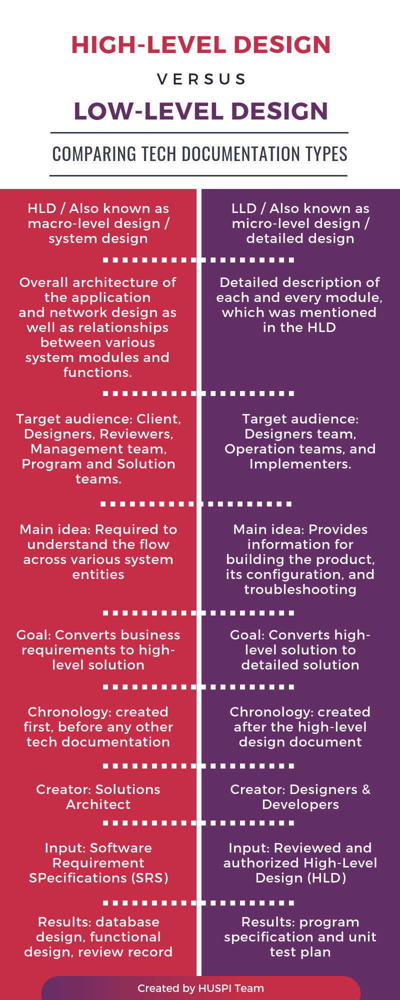 HIGH-LEVEL DESIGN
VERSUS
LOW-LEVEL DESIGN
COMPARING TECH DOCUMENTATION TYPES
HLD / Also known as
macro-level design /
system design
LLD / Also known as
micro-level design /
detailed design
Overall architecture of
the application
and network design as
well as relationships
between various
system modules and
functions.
Detailed description of
each and every module,
which was mentioned
in the HLD
Target audience: Client,
Designers, Reviewers,
Management team,
Program and Solution
teams.
Target audience:
Designers team,
Operation teams, and
Implementers.
Main idea: Required to
understand the flow
across various system
entities
Main idea: Provides
information for
building the product,
its configuration, and
troubleshooting
Goal: Converts business
requirements to high-
level solution
Goal: Converts high-
level solution to
detailed solution
Chronology: created
first, before any other
tech documentation
Chronology: created
after the high-level
design document
Creator: Solutions
Architect
Creator: Designers &
Developers
Input: Software
Requirement
SPecifications (SRS)
Input: Reviewed and
authorized High-Level
Design (HLD)
Results: database
design, functional
design, review record
Results: program
specification and unit
test plan
Created by HUSPI Team